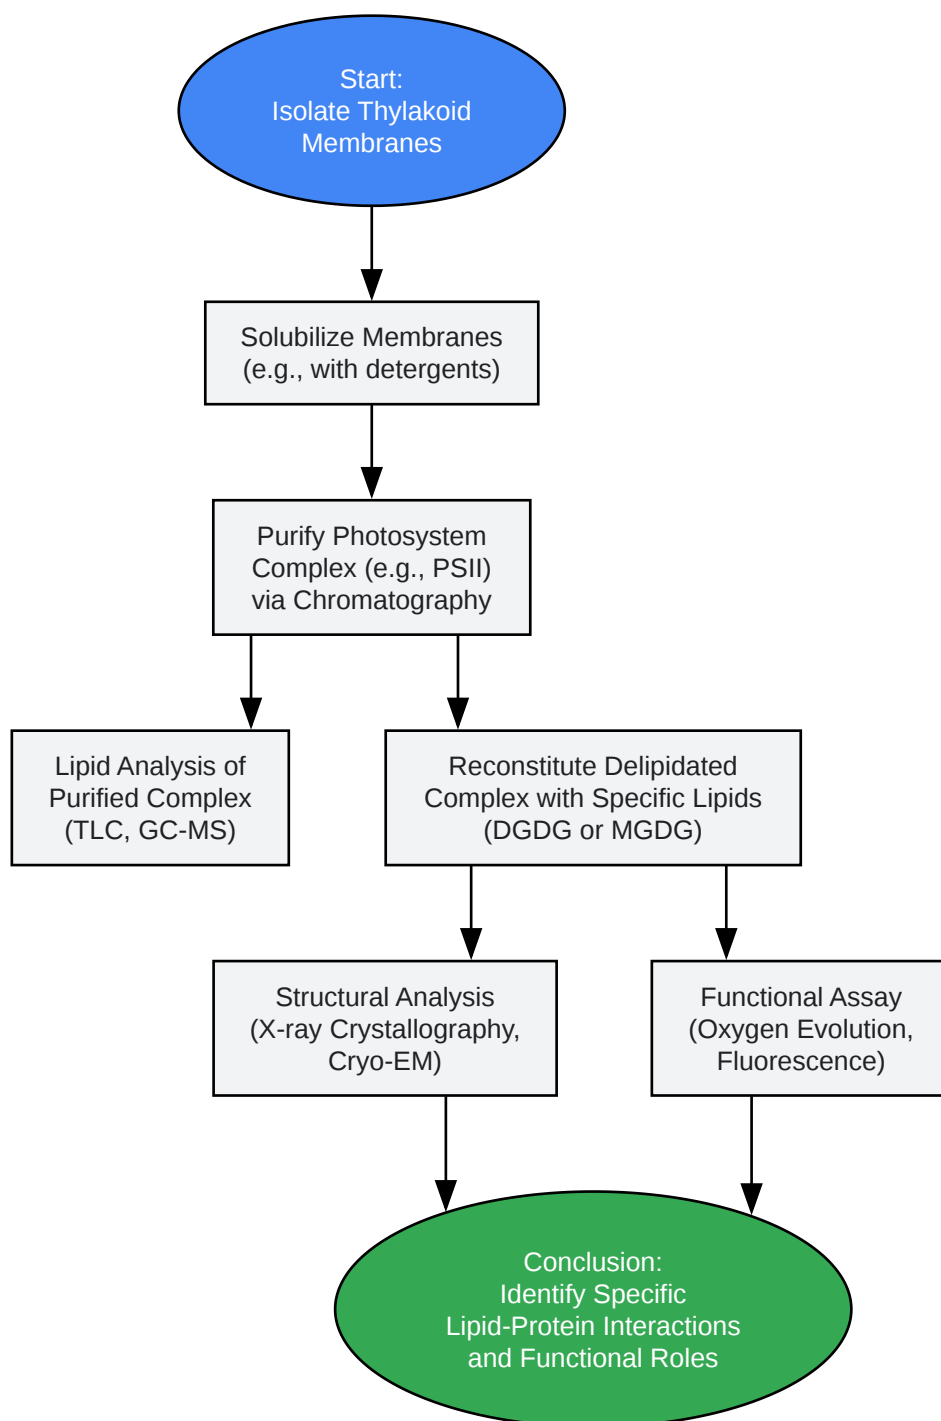 Start:
Isolate Thylakoid
Membranes
Solubilize Membranes
(e.g., with detergents)
Purify Photosystem
Complex (e.g., PSII)
via Chromatography
Lipid Analysis of
Purified Complex
(TLC, GC-MS)
Reconstitute Delipidated
Complex with Specific Lipids
(DGDG or MGDG)
Structural Analysis
(X-ray Crystallography,
Cryo-EM)
Functional Assay
(Oxygen Evolution,
Fluorescence)
Conclusion:
Identify Specific
Lipid-Protein Interactions
and Functional Roles